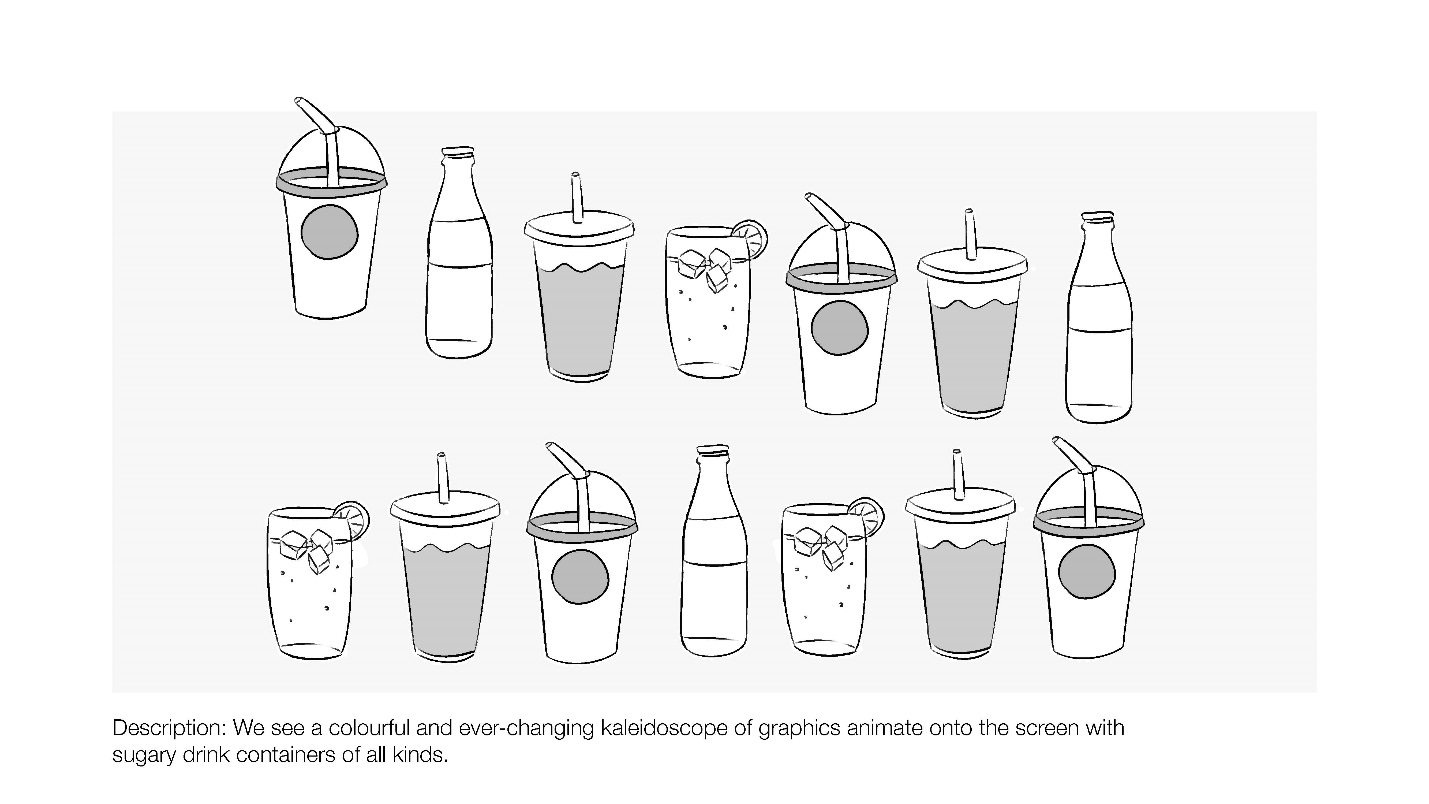 Description: We see a colourful and ever-changing kaleidoscope of graphics animate onto the screen with
sugary drink containers of all kinds.